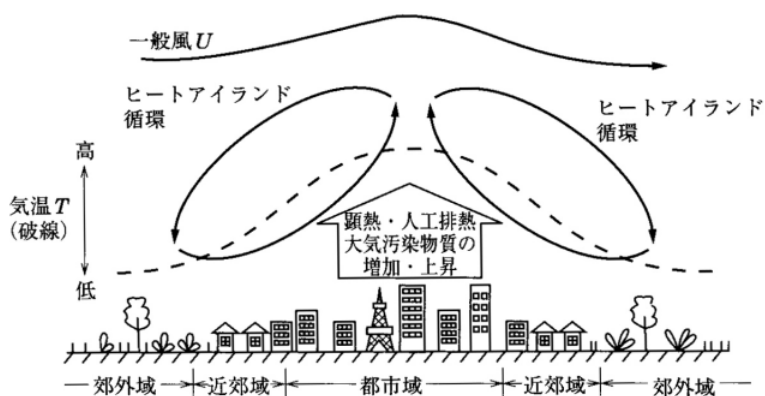 一般風U
ヒートアイランド
循環
ヒートアイランド
循環
高
気温T
(破線)
低
顕熱・人工排熱
大気汚染物質の
増加・上昇
郊外域
近郊域
都市域
近郊域
郊外域